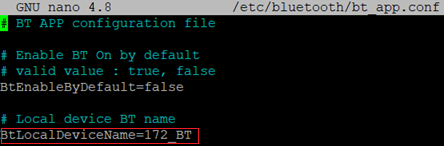 GNU nano 4.8 /etc/bluetooth/bt_app.conf
# BT APP configuration file
# Enable BT On by default
# valid value : true, false
BtEnableByDefault=false
# Local device BT name
BtLocalDeviceName=172_BT